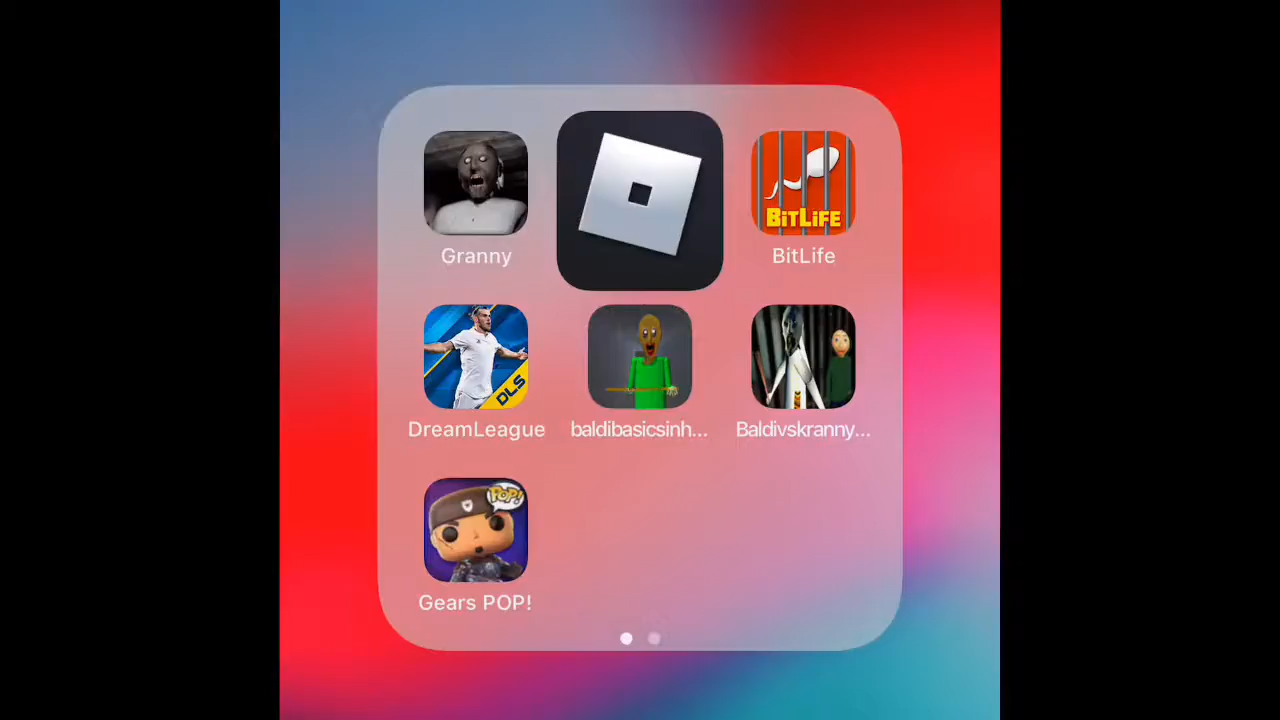 BITLIFE
Granny
BitLife
DLS
DreamLeague
baldibasicsinh...
Baldivskranny...
POP!
Gears POP!